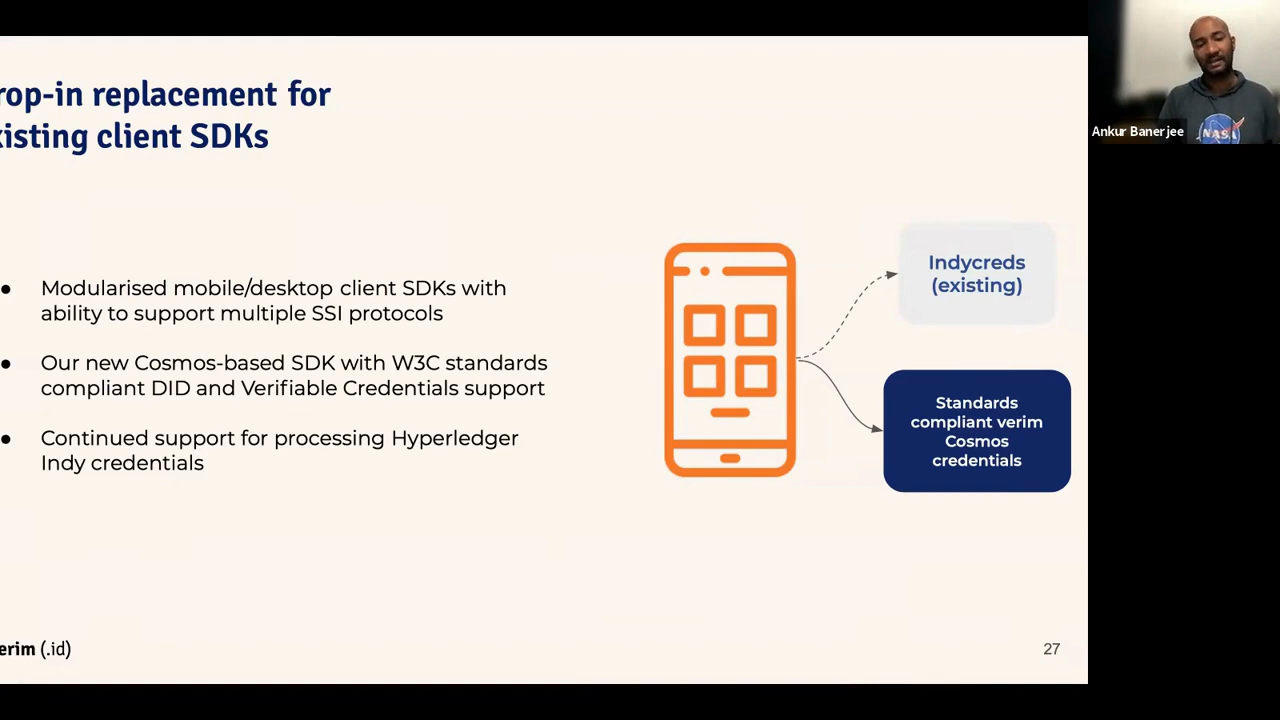 rop-in replacement for
xisting client SDKs
● Modularised mobile/desktop client SDKs with
ability to support multiple SSI protocols
● Our new Cosmos-based SDK with W3C standards
compliant DID and Verifiable Credentials support
● Continued support for processing Hyperledger
Indy credentials
Indycreds
(existing)
Standards
compliant verim
Cosmos
credentials
erim (.id)
27
Ankur Banerjee
NASA